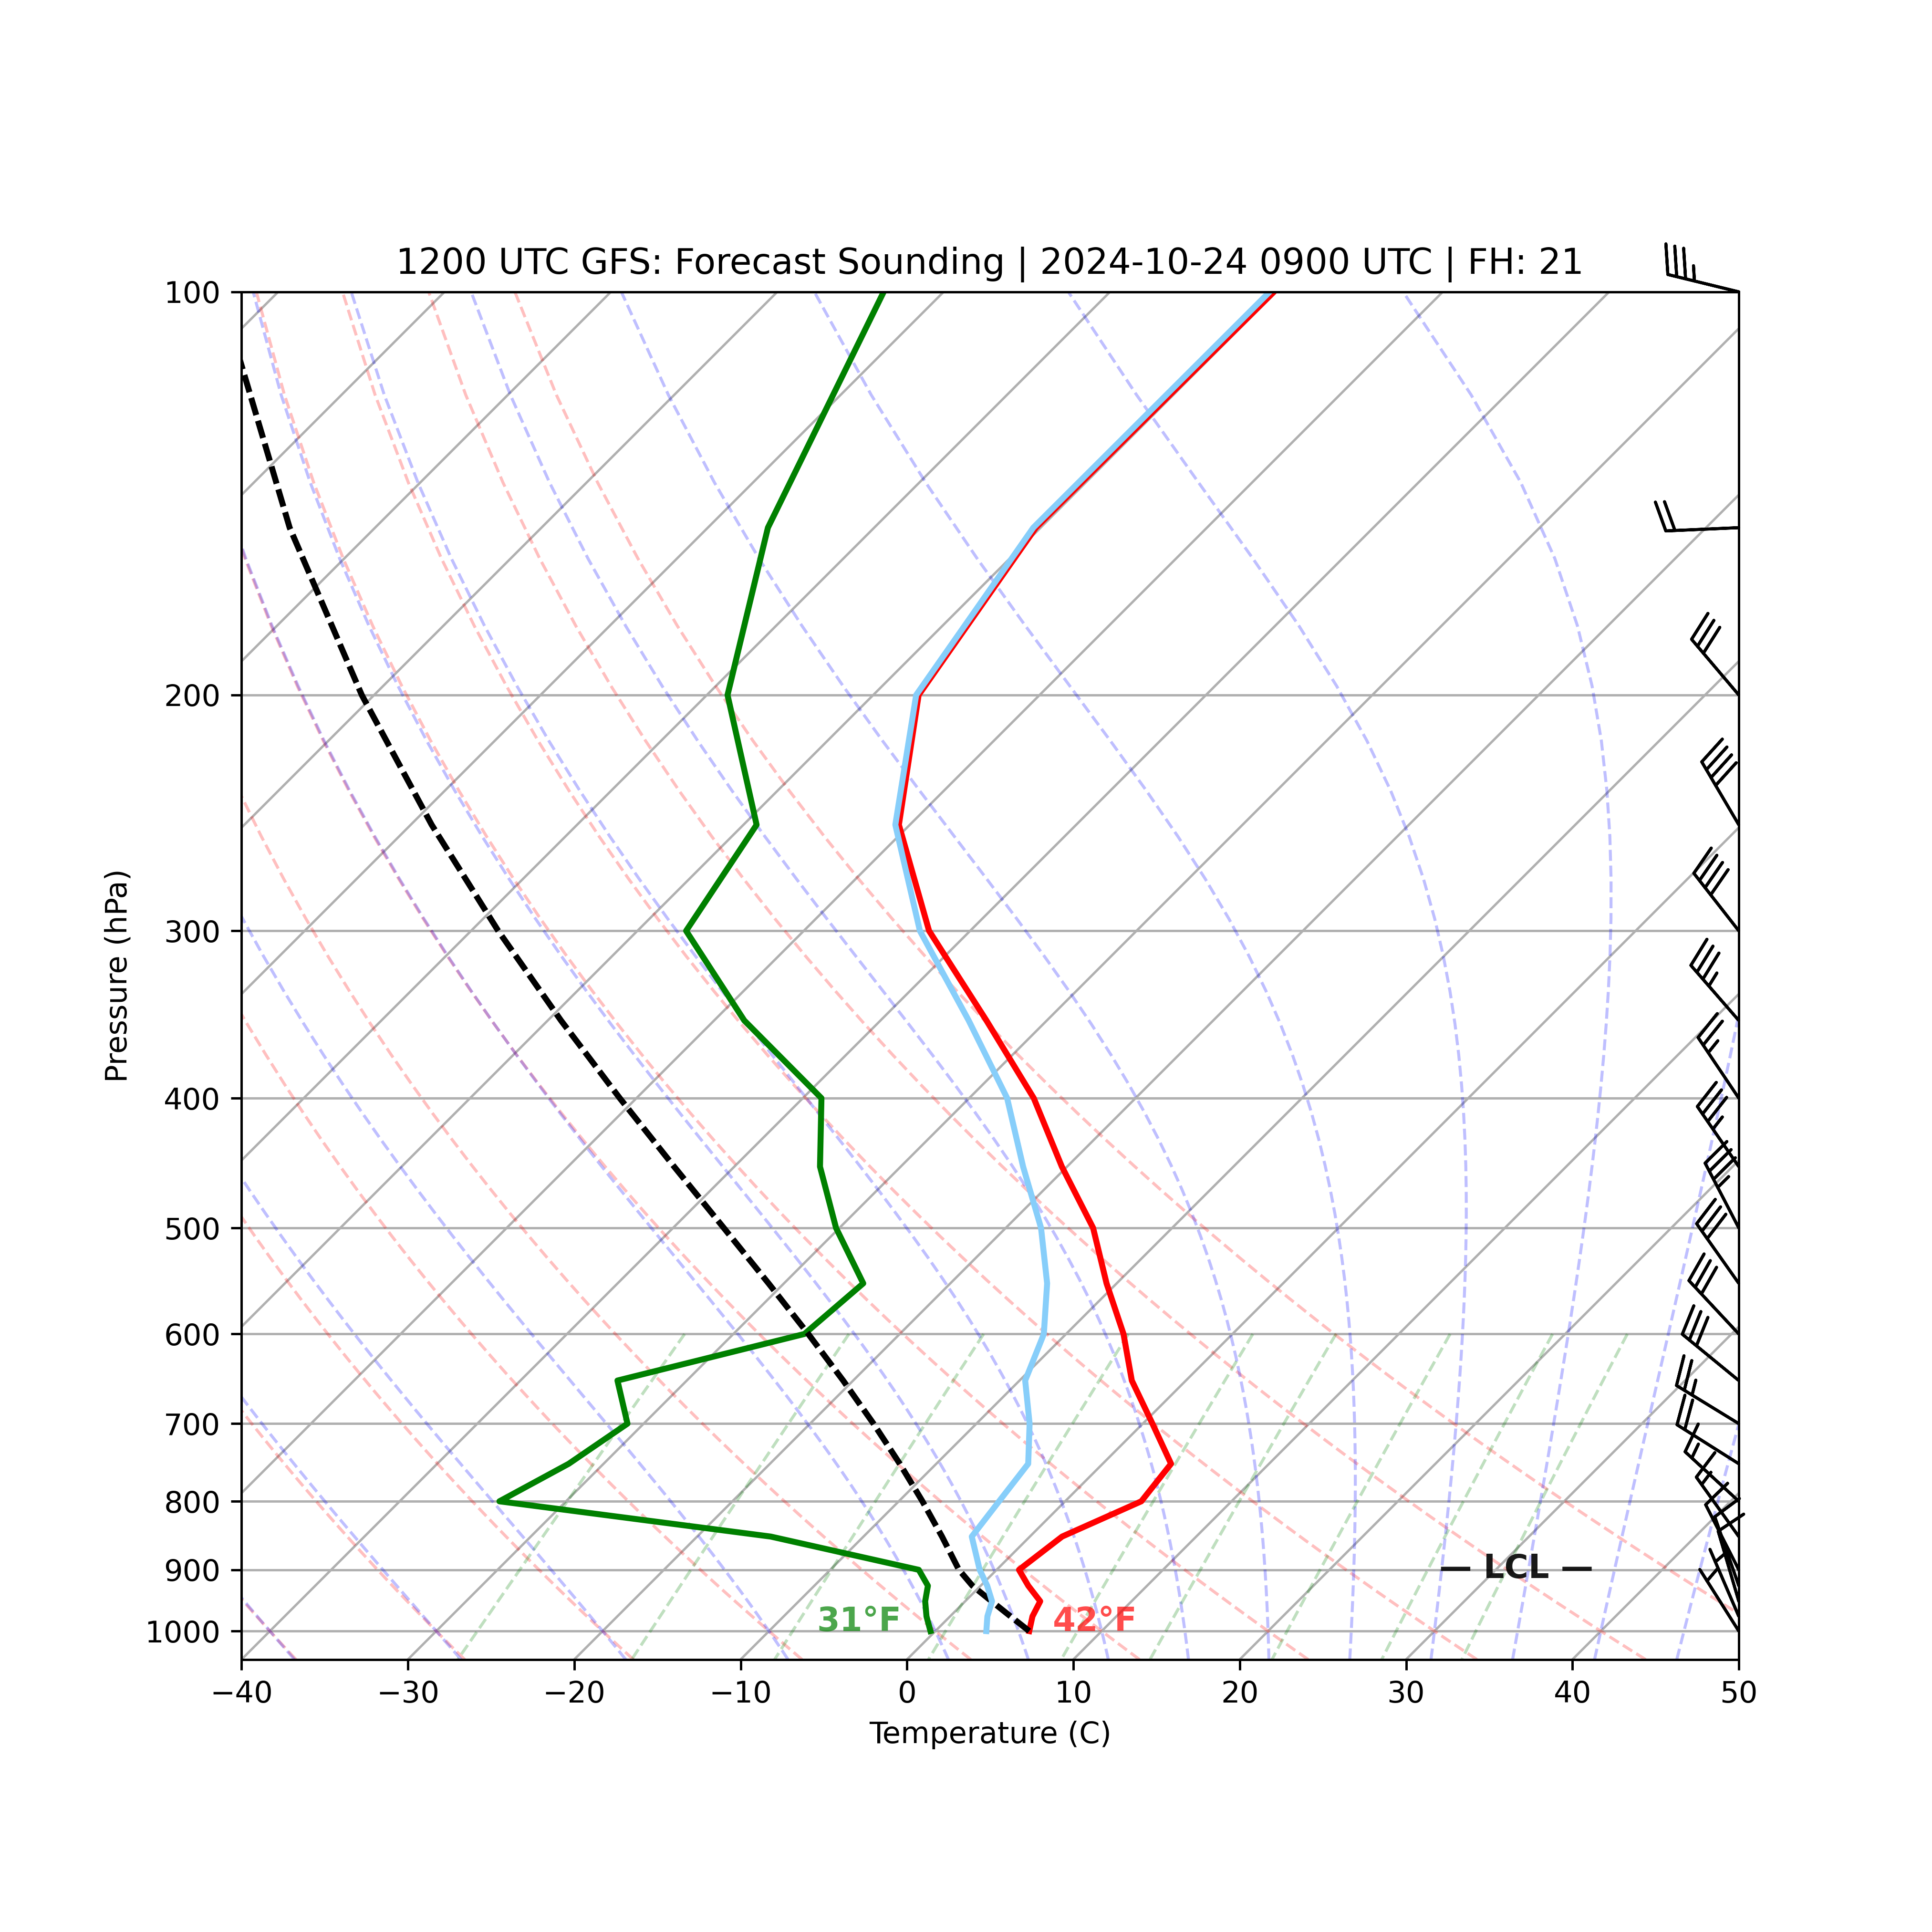 1200 UTC GFS: Forecast Sounding | 2024-10-24 0900 UTC | FH: 21
100
200
300
400
500
600
700
800
900
1000
Pressure (hPa)
— LCL —
31°F
42°F
−40 −30 −20 −10 0 10 20 30 40 50
Temperature (C)